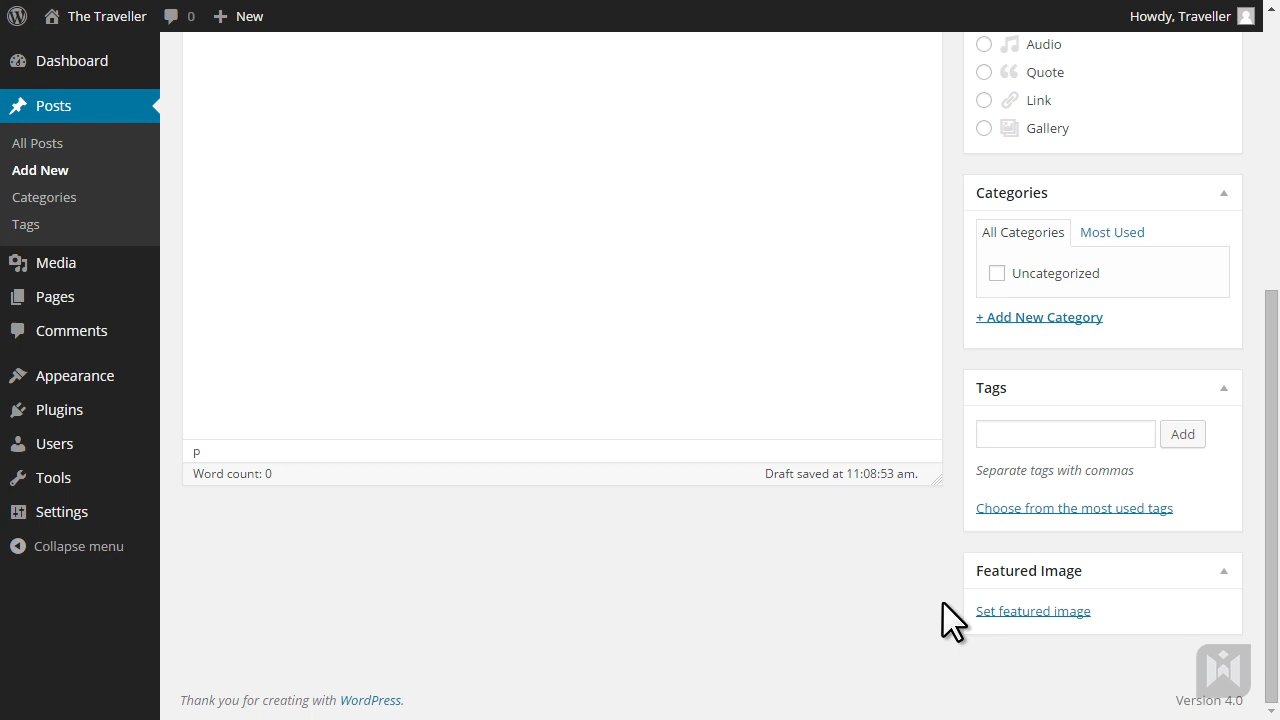 The Traveller
0
New
Howdy, Traveller
Dashboard
Posts
All Posts
Add New
Categories
Tags
Media
Pages
Comments
Appearance
Plugins
Users
Tools
Settings
Collapse menu
p
Word count: 0
Draft saved at 11:08:53 am.
Audio
Quote
Link
Gallery
Categories
All Categories
Most Used
Uncategorized
+ Add New Category
Tags
Add
Separate tags with commas
Choose from the most used tags
Featured Image
Set featured image
Thank you for creating with WordPress.
Version 4.0